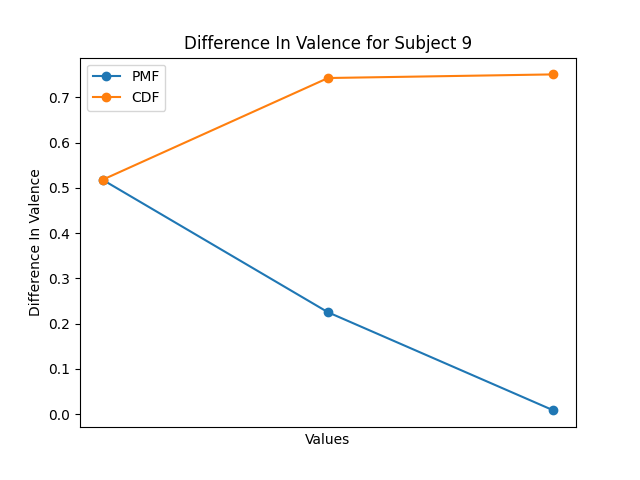 Difference In Valence for Subject 9
PMF
CDF
0.7
0.6
0.5
0.4
0.3
0.2
0.1
0.0
Difference In Valence
Values